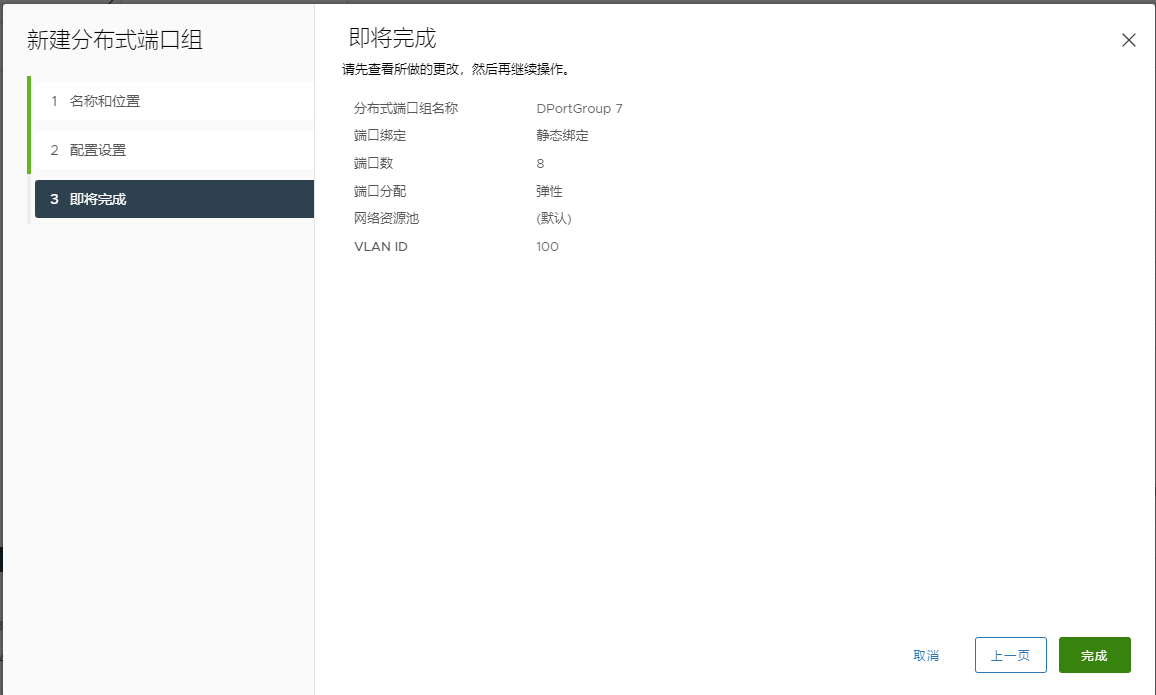 新建分布式端口组
1 名称和位置
2 配置设置
3 即将完成
即将完成
请先查看所做的更改，然后再继续操作。
分布式端口组名称 DPortGroup 7
端口绑定 静态绑定
端口数 8
端口分配 弹性
网络资源池 (默认)
VLAN ID 100
取消 上一页 完成